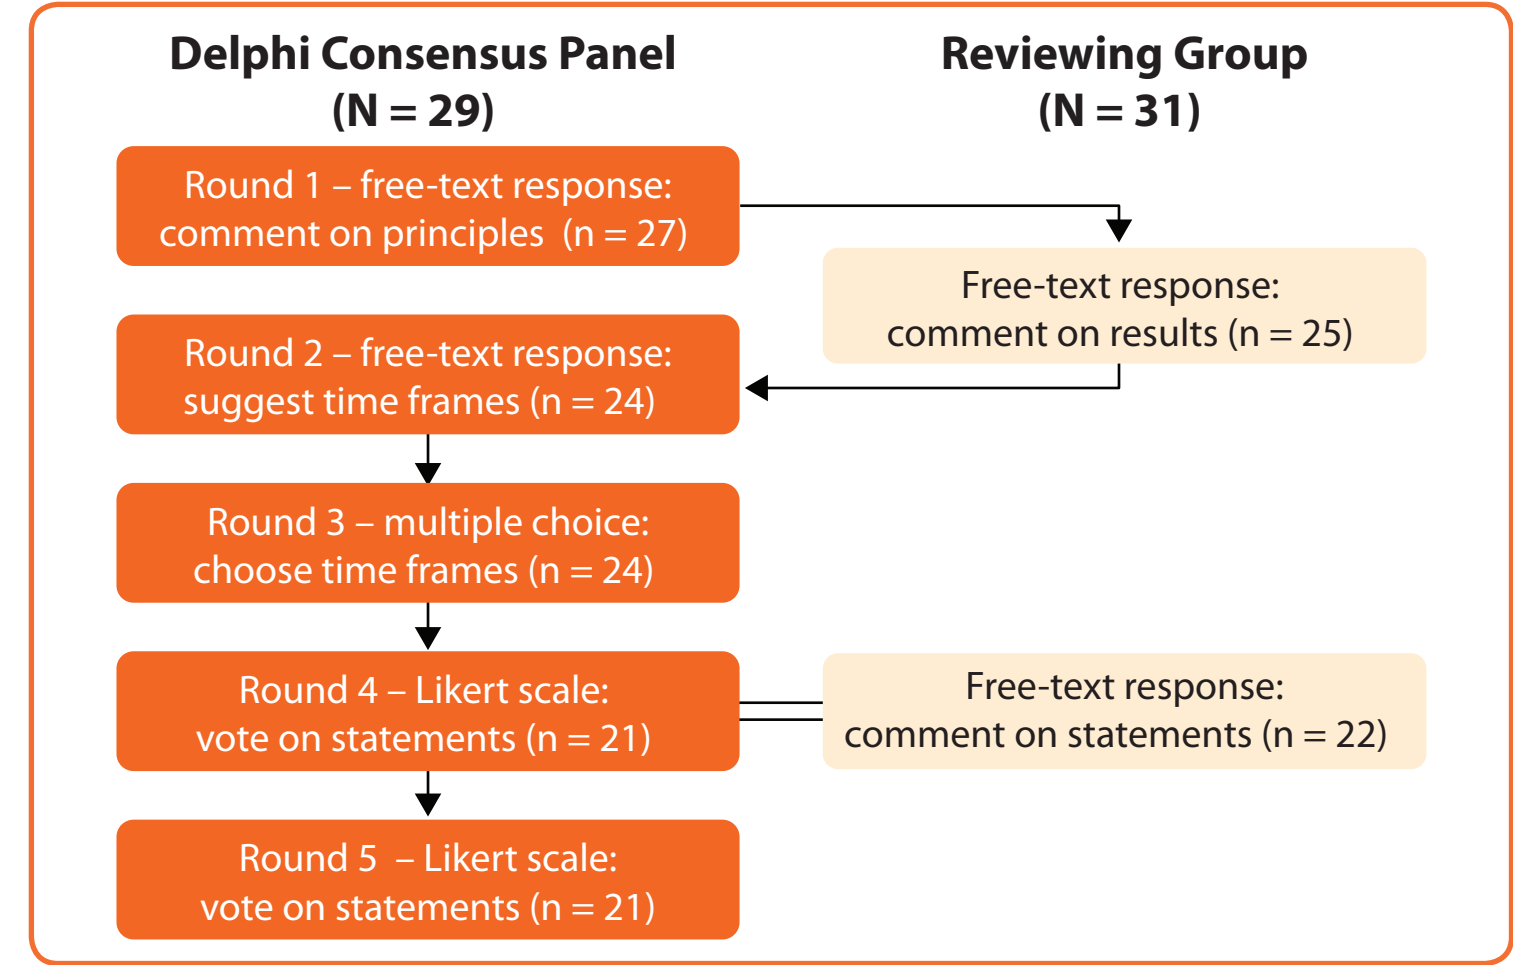 Delphi Consensus Panel
(N = 29)
Reviewing Group
(N = 31)
Round 1 – free-text response:
comment on principles  (n = 27)
Free-text response:
comment on results (n = 25)
Round 2 – free-text response:
suggest time frames (n = 24)
Round 3 – multiple choice:
choose time frames (n = 24)
Round 4 – Likert scale:
vote on statements (n = 21)
Free-text response:
comment on statements (n = 22)
Round 5  – Likert scale:
vote on statements (n = 21)